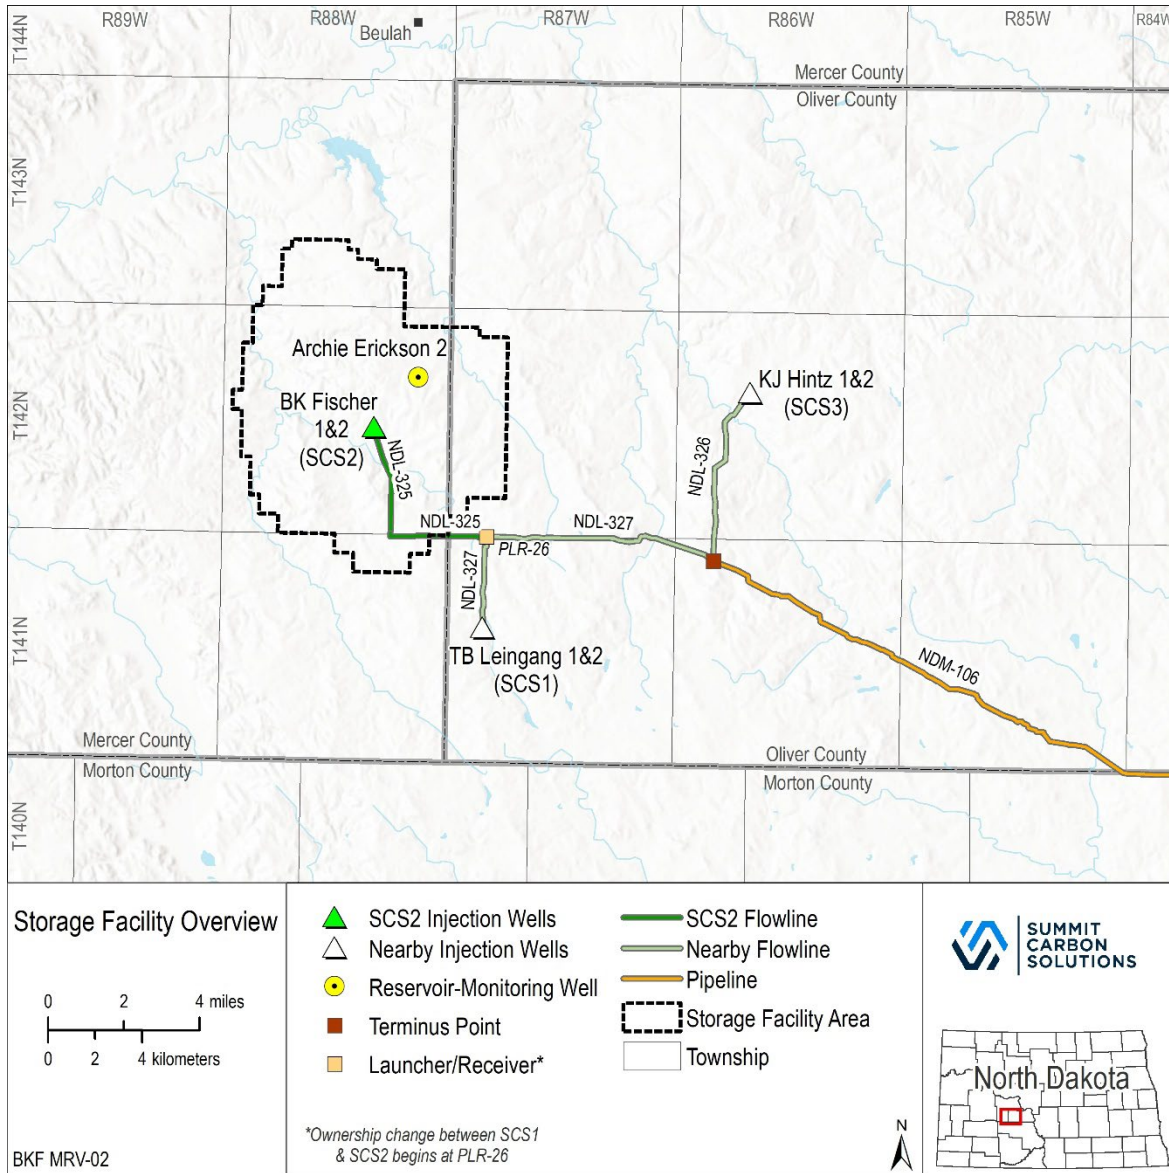 R89W
R88W
R87W
R86W
R85W
R84W
T144N
Beulah
Mercer County
Oliver County
T143N
Archie Erickson 2
KJ Hintz 1&2
(SCS3)
T142N
BK Fischer
1&2
(SCS2)
NDL-325
NDL-326
NDL-325
NDL-327
PLR-26
NDL-327
T141N
TB Leingang 1&2
(SCS1)
NDM-106
Mercer County
Morton County
Oliver County
Morton County
T140N
Storage Facility Overview
0 2 4 miles
0 2 4 kilometers
BKF MRV-02
SCS2 Injection Wells
Nearby Injection Wells
Reservoir-Monitoring Well
Terminus Point
Launcher/Receiver*
*Ownership change between SCS1
& SCS2 begins at PLR-26
SCS2 Flowline
Nearby Flowline
Pipeline
Storage Facility Area
Township
N
SUMMIT
CARBON
SOLUTIONS
North Dakota